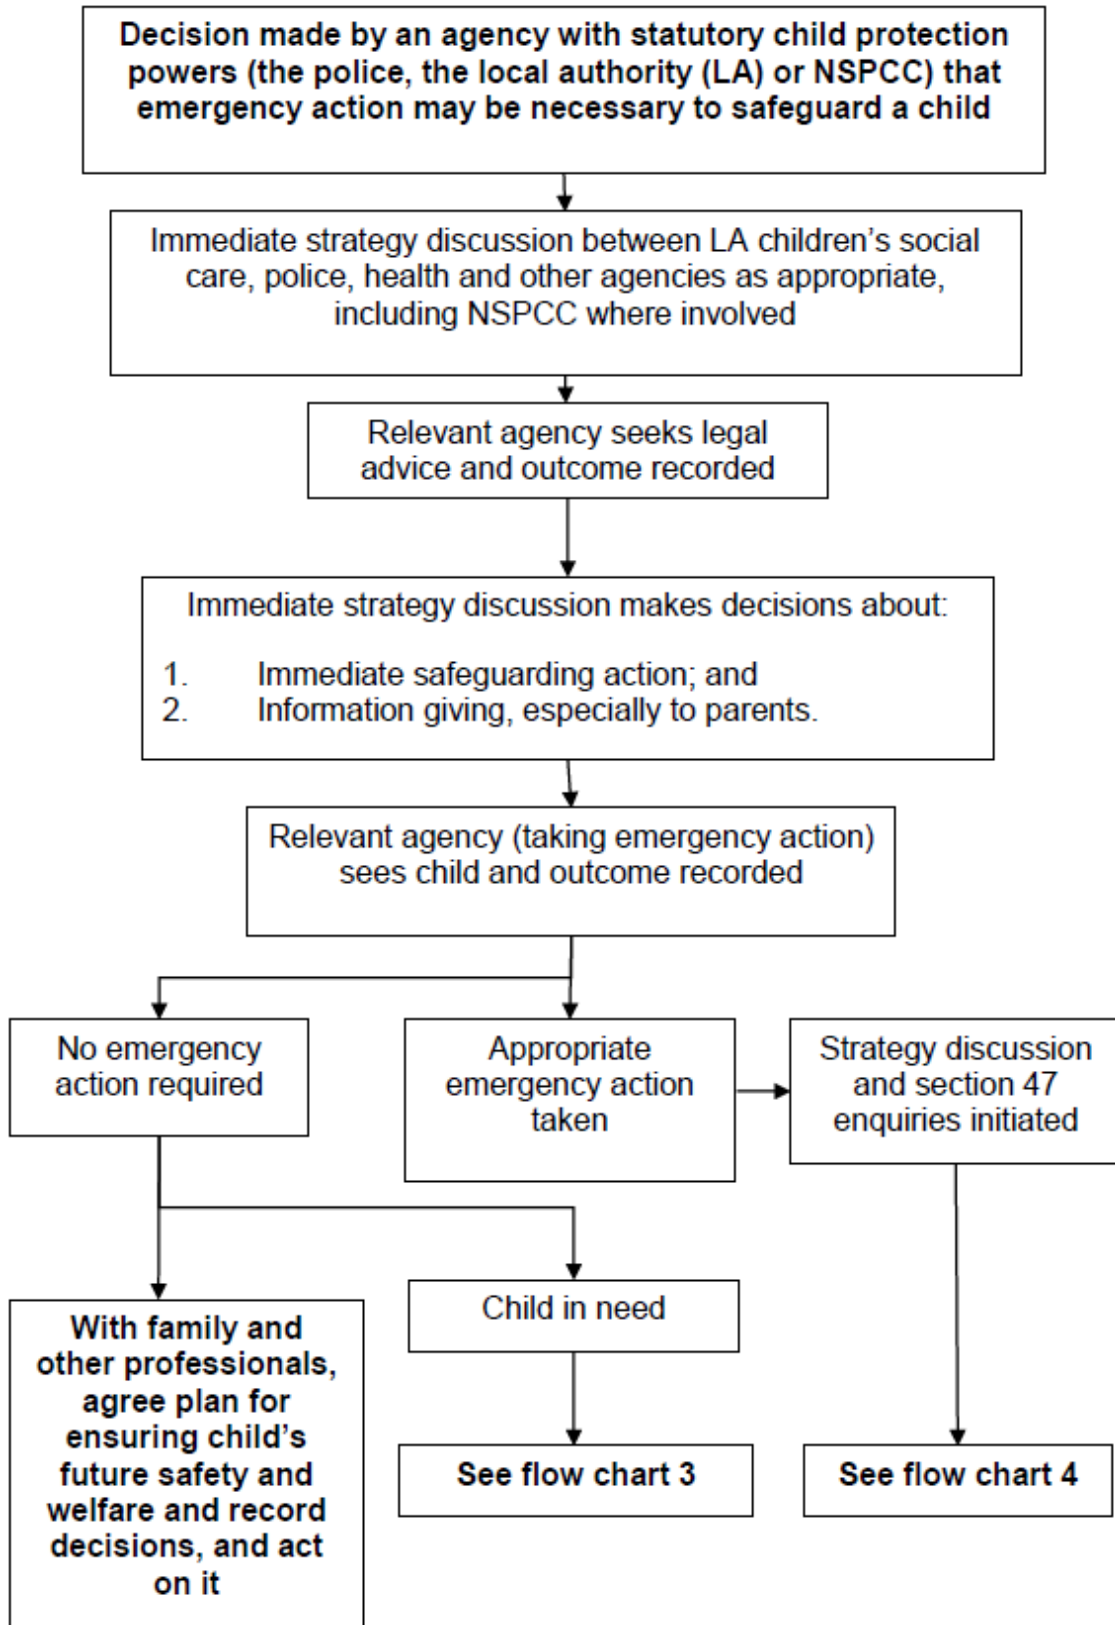 Decision made by an agency with statutory child protection
powers (the police, the local authority (LA) or NSPCC) that
emergency action may be necessary to safeguard a child
Immediate strategy discussion between LA children's social
care, police, health and other agencies as appropriate,
including NSPCC where involved
Relevant agency seeks legal
advice and outcome recorded
Immediate strategy discussion makes decisions about:
1. Immediate safeguarding action; and
2. Information giving, especially to parents.
Relevant agency (taking emergency action)
sees child and outcome recorded
No emergency
action required
Appropriate
emergency action
taken
Strategy discussion
and section 47
enquiries initiated
With family and
other professionals,
agree plan for
ensuring child's
future safety and
welfare and record
decisions, and act
on it
Child in need
See flow chart 3
See flow chart 4